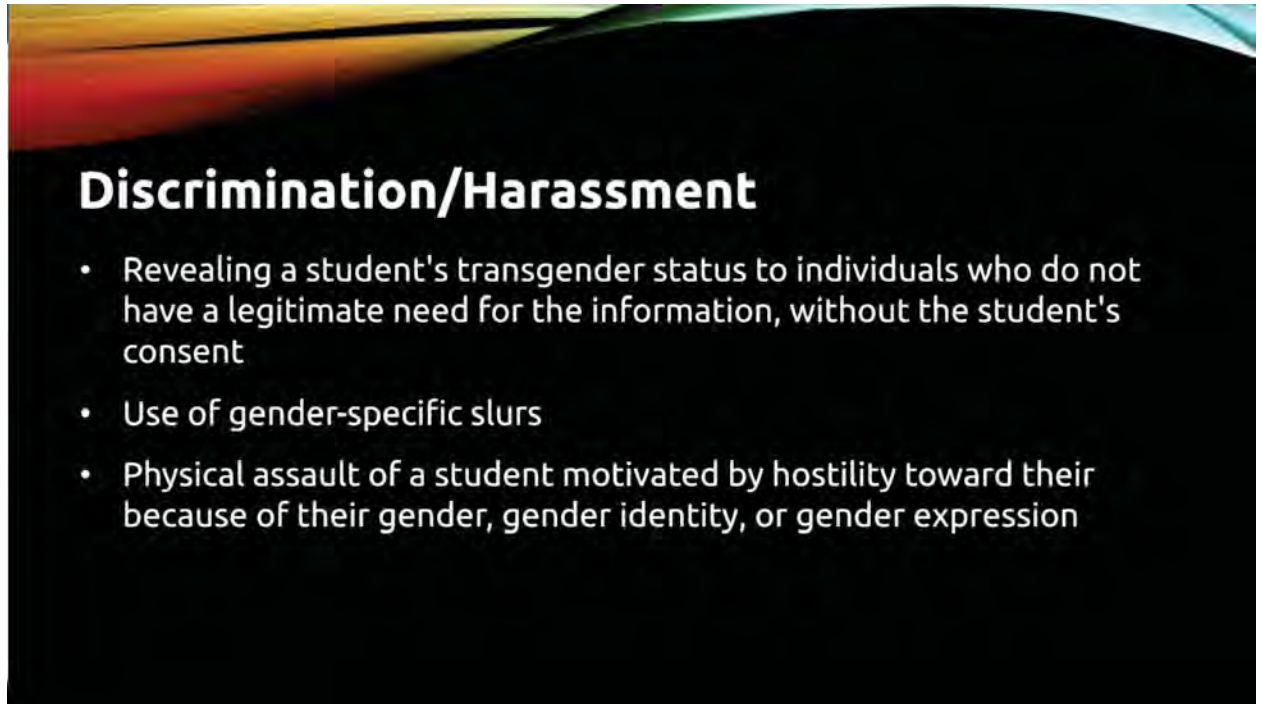 Discrimination/Harassment
• Revealing a student's transgender status to individuals who do not
have a legitimate need for the information, without the student's
consent
• Use of gender-specific slurs
• Physical assault of a student motivated by hostility toward their
because of their gender, gender identity, or gender expression